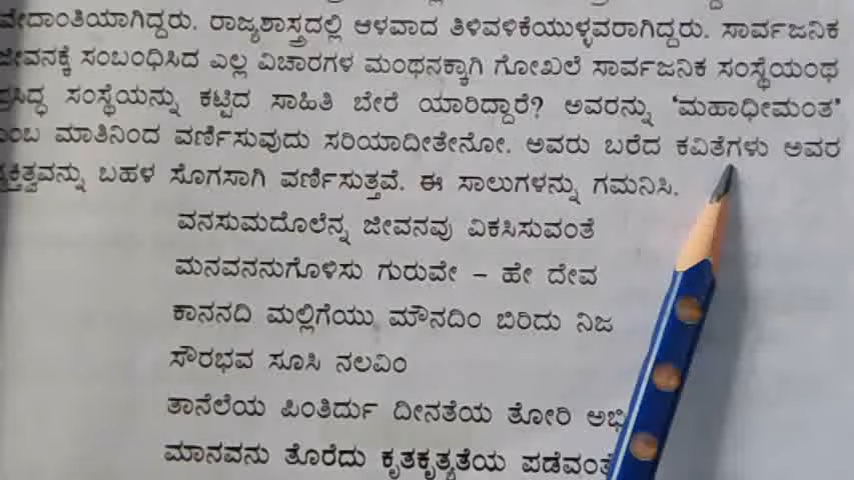 ವೇದಾಂತಿಯಾಗಿದ್ದರು. ರಾಜ್ಯಶಾಸ್ತ್ರದಲ್ಲಿ ಆಳವಾದ ತಿಳಿವಳಿಕೆಯುಳ್ಳವರಾಗಿದ್ದರು. ಸಾರ್ವಜನಿಕ
ಜೀವನಕ್ಕೆ ಸಂಬಂಧಿಸಿದ ಎಲ್ಲ ವಿಚಾರಗಳ ಮಂಥನಕ್ಕಾಗಿ ಗೋಖಲೆ ಸಾರ್ವಜನಿಕ ಸಂಸ್ಥೆಯಂಥ
ಪ್ರಸಿದ್ಧ ಸಂಸ್ಥೆಯನ್ನು ಕಟ್ಟಿದ ಸಾಹಿತಿ ಬೇರೆ ಯಾರಿದ್ದಾರೆ? ಅವರನ್ನು 'ಮಹಾಧೀಮಂತ'
ಎಂಬ ಮಾತಿನಿಂದ ವರ್ಣಿಸುವುದು ಸರಿಯಾದೀತೇನೋ. ಅವರು ಬರೆದ ಕವಿತೆಗಳು ಅವರ
ವ್ಯಕ್ತಿತ್ವವನ್ನು ಬಹಳ ಸೊಗಸಾಗಿ ವರ್ಣಿಸುತ್ತವೆ. ಈ ಸಾಲುಗಳನ್ನು ಗಮನಿಸಿ.
ವನಸುಮದೊಲೆನ್ನ ಜೀವನವು ವಿಕಸಿಸುವಂತೆ
ಮನವನನುಗೊಳಿಸು ಗುರುವೇ – ಹೇ ದೇವ
ಕಾನನದಿ ಮಲ್ಲಿಗೆಯು ಮೌನದಿಂ ಬಿರಿದು ನಿಜ
ಸೌರಭವ ಸೂಸಿ ನಲವಿಂ
ತಾನೆಲೆಯ ಪಿಂತಿರ್ದು ದೀನತೆಯ ತೋರಿ ಅಭಿ
ಮಾನವನು ತೊರೆದು ಕೃತಕೃತ್ಯತೆಯ ಪಡೆವಂತೆ